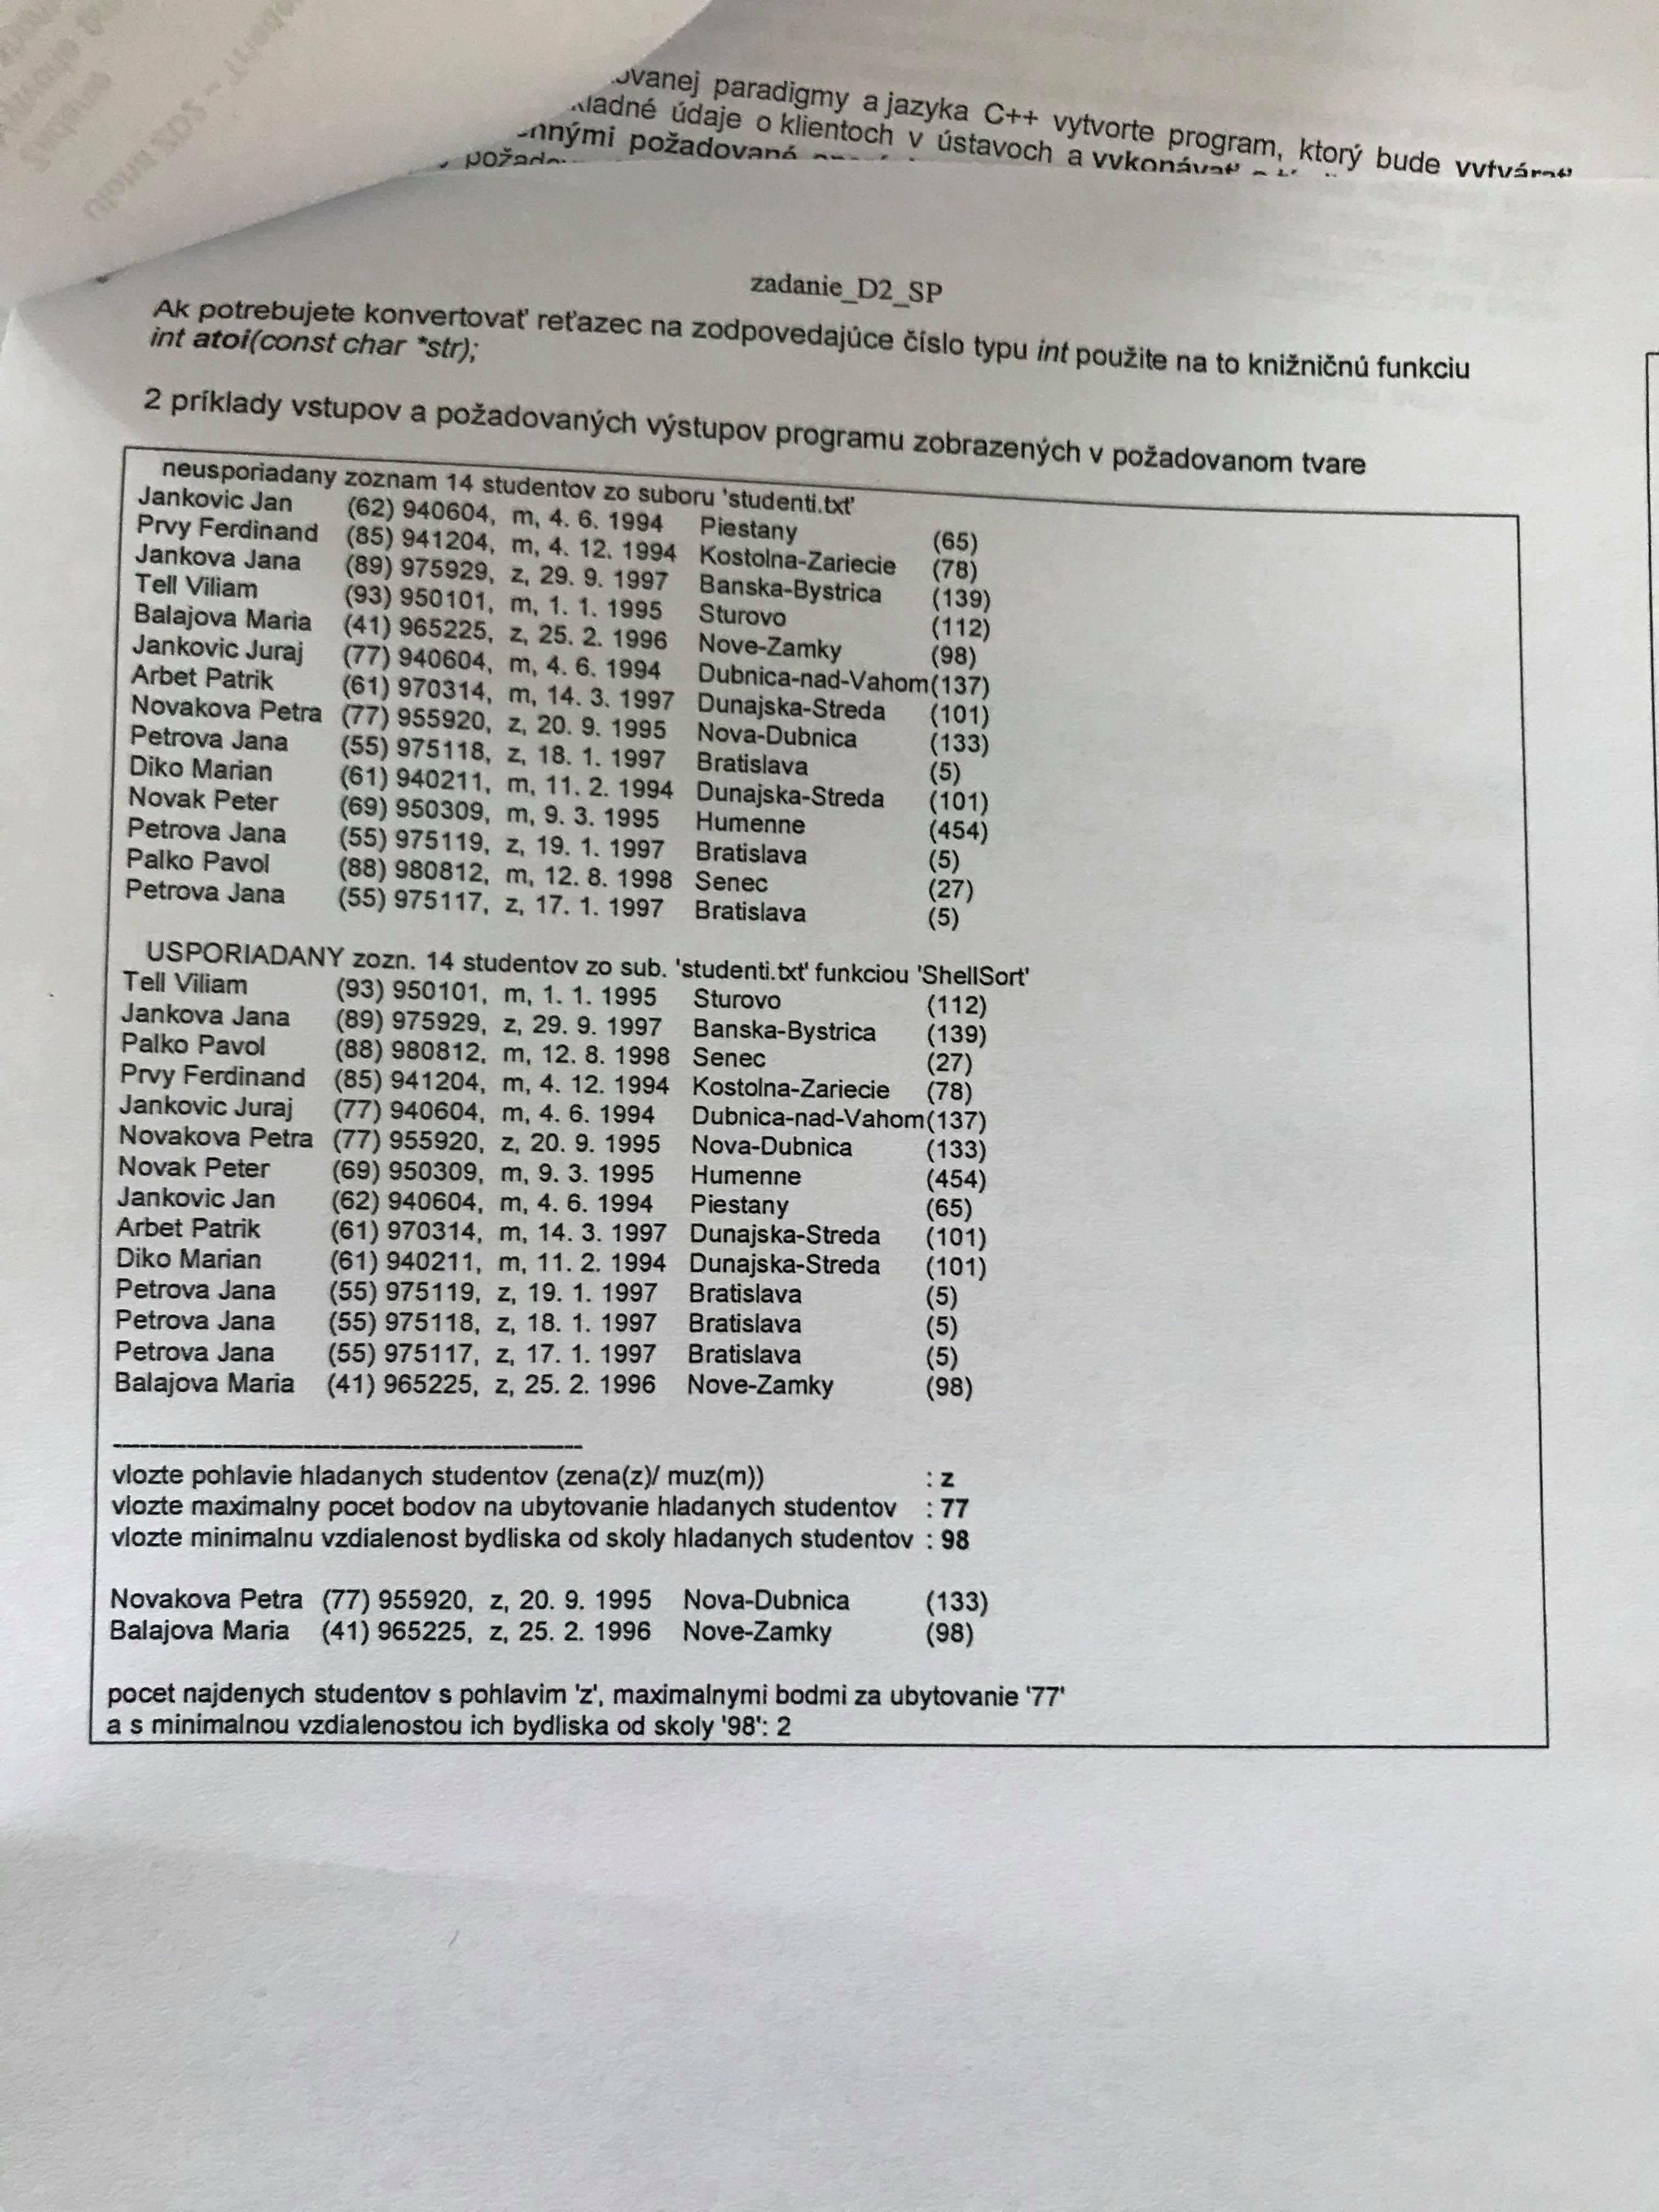 paradigmy a jazyka C++ vytvorte program, ktorý bude vytvárať
údaje o klientoch v ústavoch a vykonávať
požadované
zadanie_D2_SP
Ak potrebujete konvertovať reťazec na zodpovedajúce číslo typu int použite na to knižničnú funkciu
int atoi(const char *str);
2 príklady vstupov a požadovaných výstupov programu zobrazených v požadovanom tvare
neusporiadany zoznam 14 studentov zo suboru 'studenti.txt'
Jankovic Jan (62) 940604, m, 4. 6. 1994 Piestany (65)
Prvy Ferdinand (85) 941204, m, 4. 12. 1994 Kostolna-Zariecie (78)
Jankova Jana (89) 975929, z, 29. 9. 1997 Banska-Bystrica (139)
Tell Viliam (93) 950101, m, 1. 1. 1995 Sturovo (112)
Balajova Maria (41) 965225, z, 25. 2. 1996 Nove-Zamky (98)
Jankovic Juraj (77) 940604, m, 4. 6. 1994 Dubnica-nad-Vahom(137)
Arbet Patrik (61) 970314, m, 14. 3. 1997 Dunajska-Streda (101)
Novakova Petra (77) 955920, z, 20. 9. 1995 Nova-Dubnica (133)
Petrova Jana (55) 975118, z, 18. 1. 1997 Bratislava (5)
Diko Marian (61) 940211, m, 11. 2. 1994 Dunajska-Streda (101)
Novak Peter (69) 950309, m, 9. 3. 1995 Humenne (454)
Petrova Jana (55) 975119, z, 19. 1. 1997 Bratislava (5)
Palko Pavol (88) 980812, m, 12. 8. 1998 Senec (27)
Petrova Jana (55) 975117, z, 17. 1. 1997 Bratislava (5)
USPORIADANY zozn. 14 studentov zo sub. 'studenti.txt' funkciou 'ShellSort'
Tell Viliam (93) 950101, m, 1. 1. 1995 Sturovo (112)
Jankova Jana (89) 975929, z, 29. 9. 1997 Banska-Bystrica (139)
Palko Pavol (88) 980812, m, 12. 8. 1998 Senec (27)
Prvy Ferdinand (85) 941204, m, 4. 12. 1994 Kostolna-Zariecie (78)
Jankovic Juraj (77) 940604, m, 4. 6. 1994 Dubnica-nad-Vahom(137)
Novakova Petra (77) 955920, z, 20. 9. 1995 Nova-Dubnica (133)
Novak Peter (69) 950309, m, 9. 3. 1995 Humenne (454)
Jankovic Jan (62) 940604, m, 4. 6. 1994 Piestany (65)
Arbet Patrik (61) 970314, m, 14. 3. 1997 Dunajska-Streda (101)
Diko Marian (61) 940211, m, 11. 2. 1994 Dunajska-Streda (101)
Petrova Jana (55) 975119, z, 19. 1. 1997 Bratislava (5)
Petrova Jana (55) 975118, z, 18. 1. 1997 Bratislava (5)
Petrova Jana (55) 975117, z, 17. 1. 1997 Bratislava (5)
Balajova Maria (41) 965225, z, 25. 2. 1996 Nove-Zamky (98)
----------------------------------------------
vlozte pohlavie hladanych studentov (zena(z)/ muz(m)) : z
vlozte maximalny pocet bodov na ubytovanie hladanych studentov : 77
vlozte minimalnu vzdialenost bydliska od skoly hladanych studentov : 98
Novakova Petra (77) 955920, z, 20. 9. 1995 Nova-Dubnica (133)
Balajova Maria (41) 965225, z, 25. 2. 1996 Nove-Zamky (98)
pocet najdenych studentov s pohlavim 'z', maximalnymi bodmi za ubytovanie '77'
a s minimalnou vzdialenostou ich bydliska od skoly '98': 2